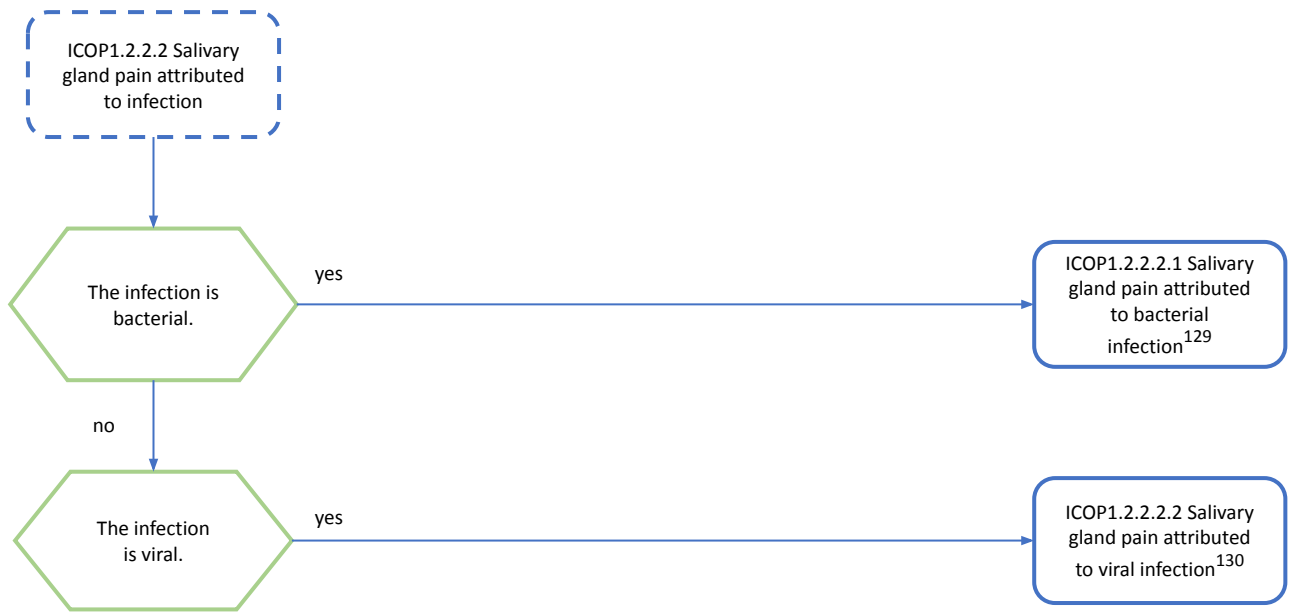 ICOP1.2.2.2 Salivary
gland pain attributed
to infection
The infection is
bacterial.
yes
ICOP1.2.2.2.1 Salivary
gland pain attributed
to bacterial
infection129
no
The infection
is viral.
yes
ICOP1.2.2.2.2 Salivary
gland pain attributed
to viral infection130